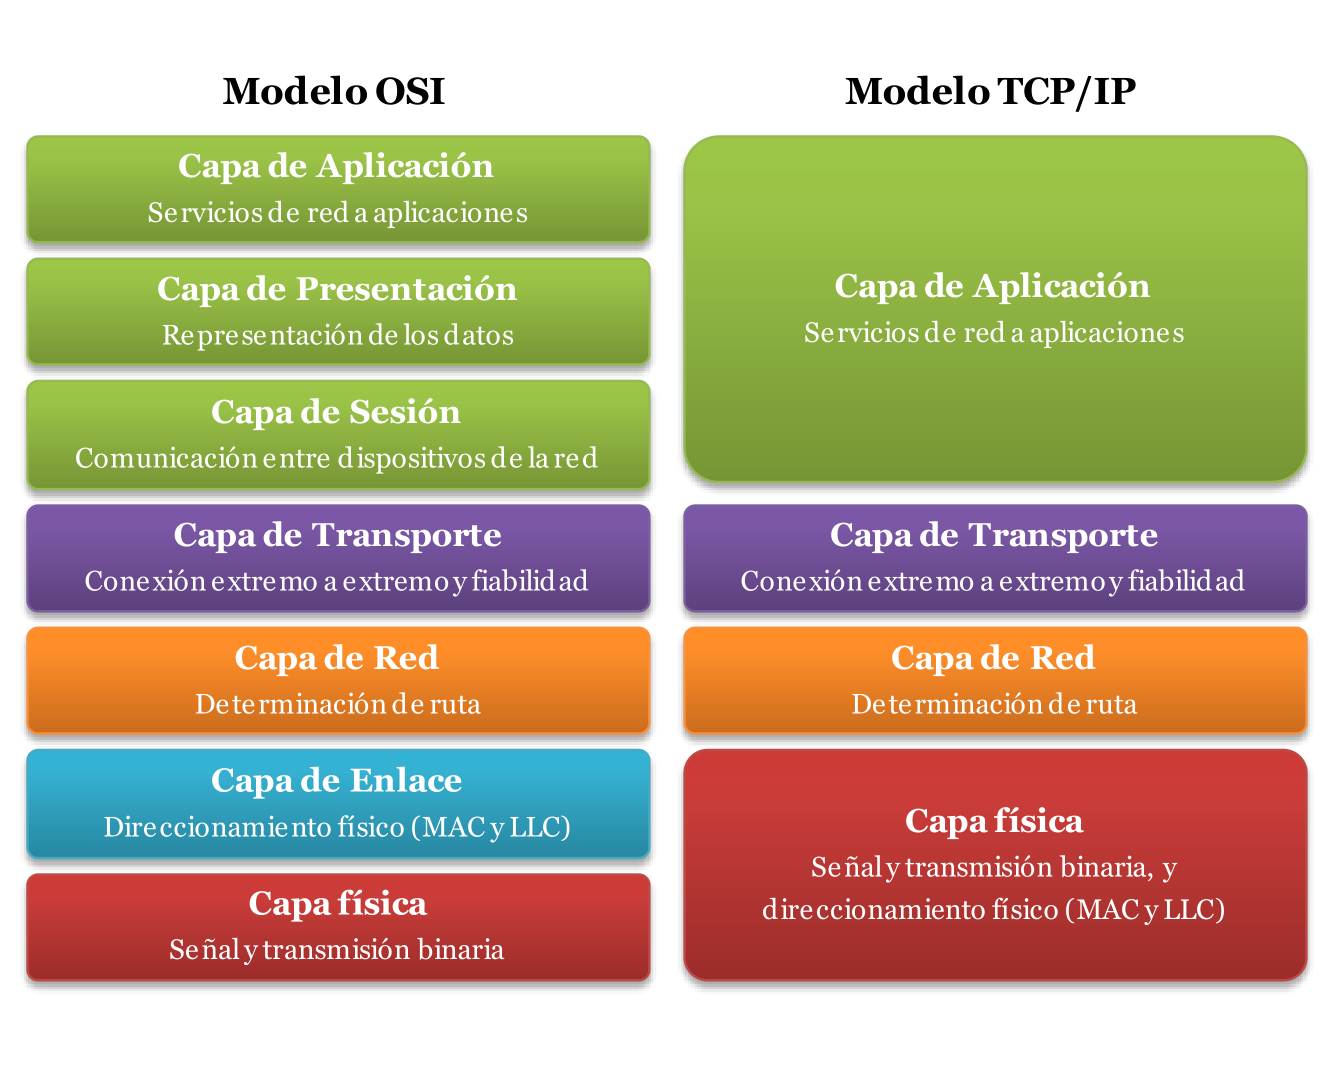 Modelo OSI
Capa de Aplicación
Servicios de red a aplicaciones
Capa de Presentación
Representación de los datos
Capa de Sesión
Comunicación entre dispositivos de la red
Capa de Transporte
Conexión extremo a extremo y fiabilidad
Capa de Red
Determinación de ruta
Capa de Enlace
Direccionamiento físico (MAC y LLC)
Capa física
Señal y transmisión binaria
Modelo TCP/IP
Capa de Aplicación
Servicios de red a aplicaciones
Capa de Transporte
Conexión extremo a extremo y fiabilidad
Capa de Red
Determinación de ruta
Capa física
Señal y transmisión binaria, y
direccionamiento físico (MAC y LLC)